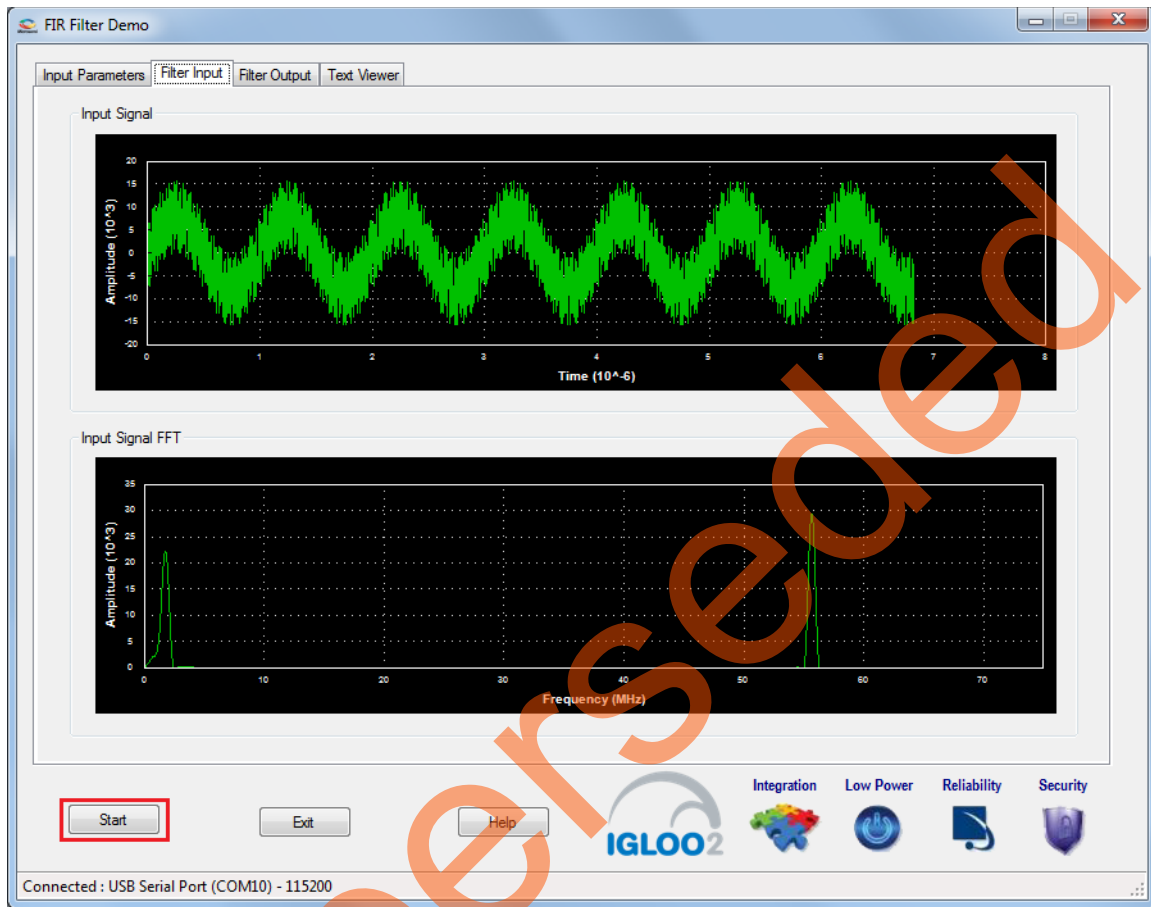 FIR Filter Demo
Input Parameters Filter Input Filter Output Text Viewer
Input Signal
Amplitude (10^3)
20
15
10
5
0
-5
-10
-15
-20
0 1 2 3 4 5 6 7 8
Time (10^-6)
Input Signal FFT
Amplitude (10^3)
35
30
25
20
15
10
5
0
0 10 20 30 40 50 60 70
Frequency (MHz)
Start Exit Help
IGLOO2
Integration Low Power Reliability Security
Connected : USB Serial Port (COM10) - 115200
erseded